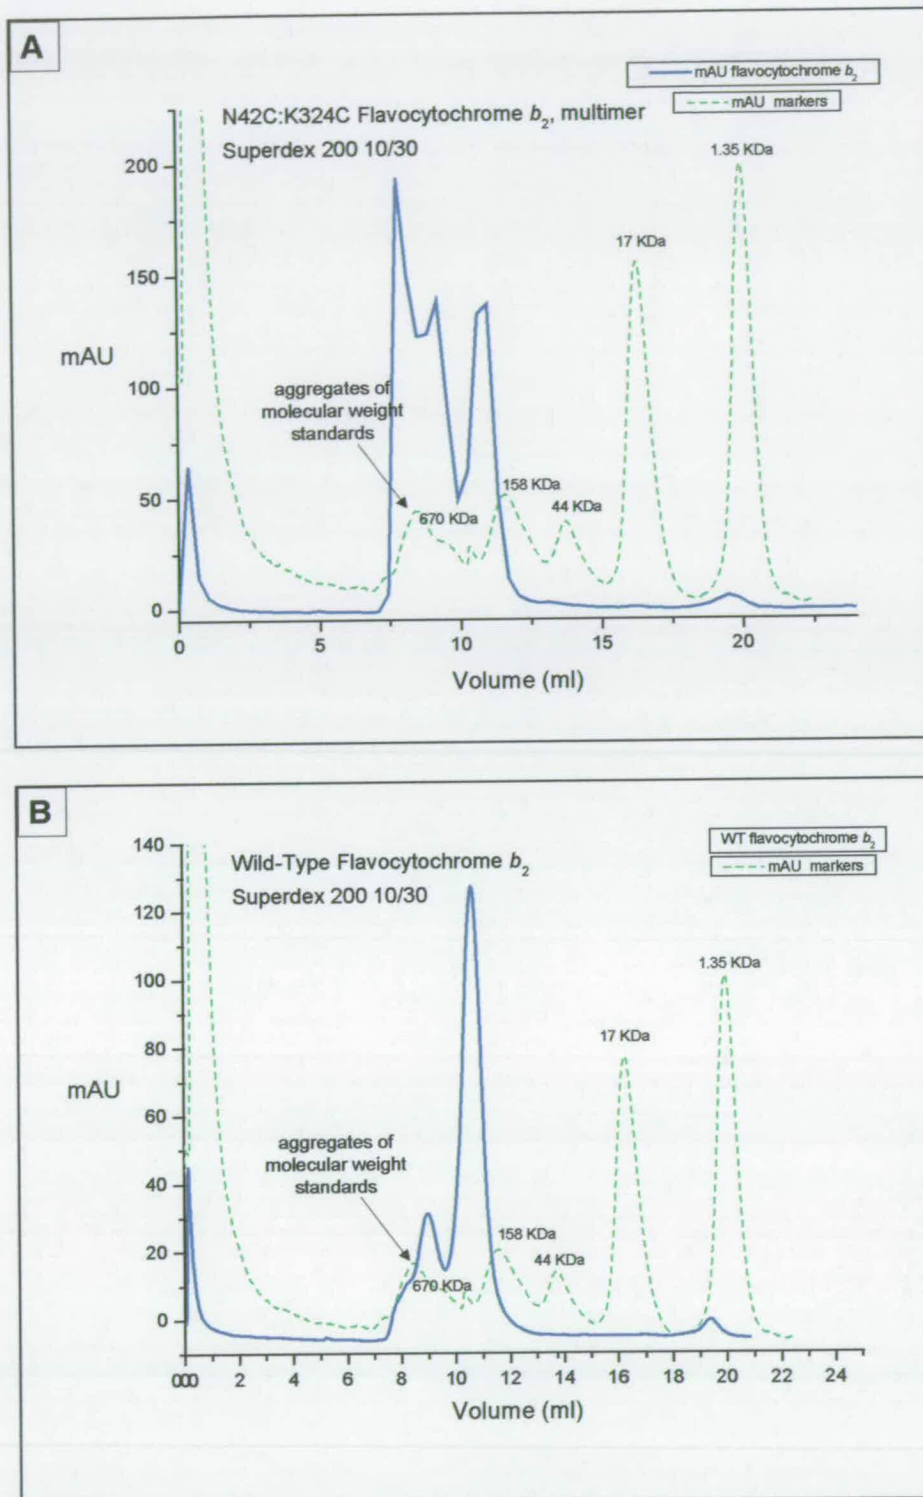 A
mAU flavocytochrome b2
mAU markers
N42C:K324C Flavocytochrome b2, multimer
Superdex 200 10/30
1.35 KDa
17 KDa
200
150
100
50
0
mAU
aggregates of
molecular weight
standards
670 KDa
158 KDa
44 KDa
0 5 10 15 20
Volume (ml)
B
WT flavocytochrome b2
mAU markers
Wild-Type Flavocytochrome b2
Superdex 200 10/30
1.35 KDa
17 KDa
140
120
100
80
60
40
20
0
mAU
aggregates of
molecular weight
standards
670 KDa
158 KDa
44 KDa
2 4 6 8 10 12 14 16 18 20 22 24
Volume (ml)